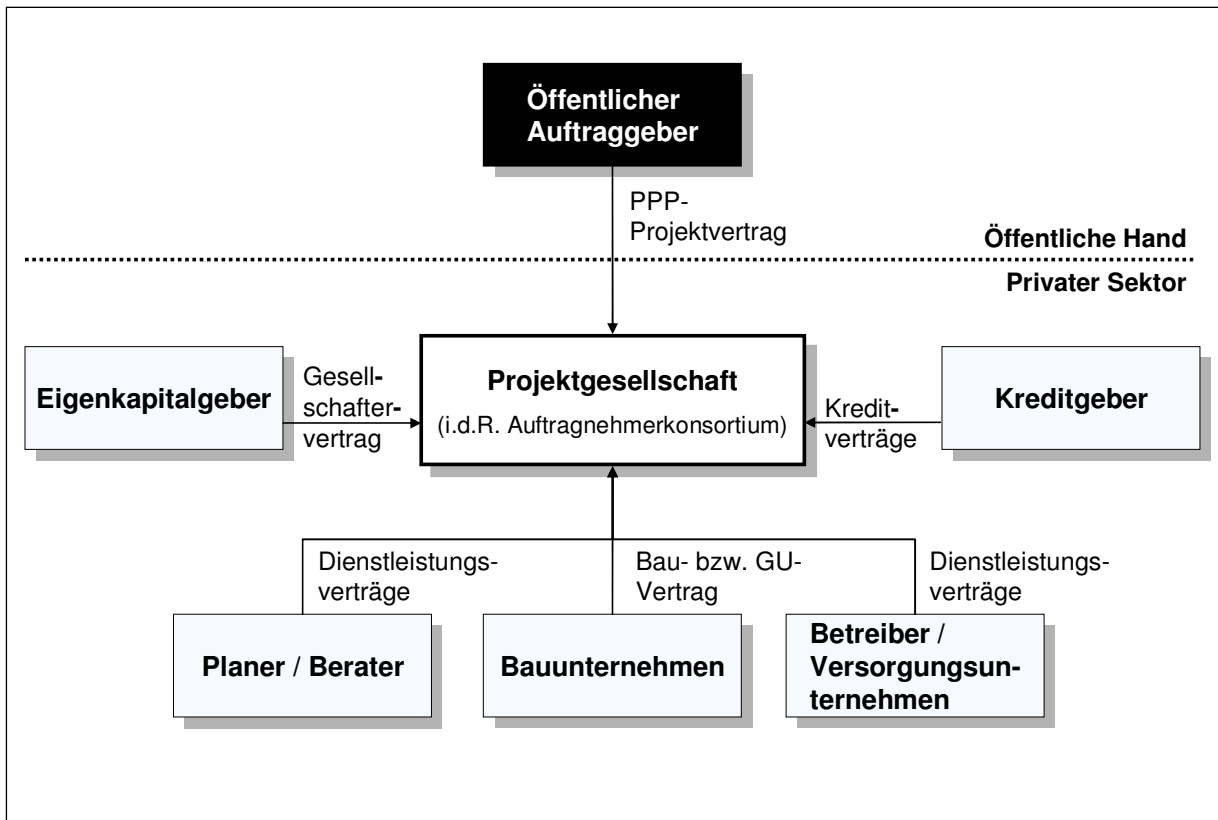 Öffentlicher
Auftraggeber
PPP-
Projektvertrag
Öffentliche Hand
Privater Sektor
Eigenkapitalgeber
Gesell-
schafter-
vertrag
Projektgesellschaft
(i.d.R. Auftragnehmerkonsortium)
Kredit-
verträge
Kreditgeber
Dienstleistungs-
verträge
Bau- bzw. GU-
Vertrag
Dienstleistungs-
verträge
Planer / Berater
Bauunternehmen
Betreiber /
Versorgungsun-
ternehmen